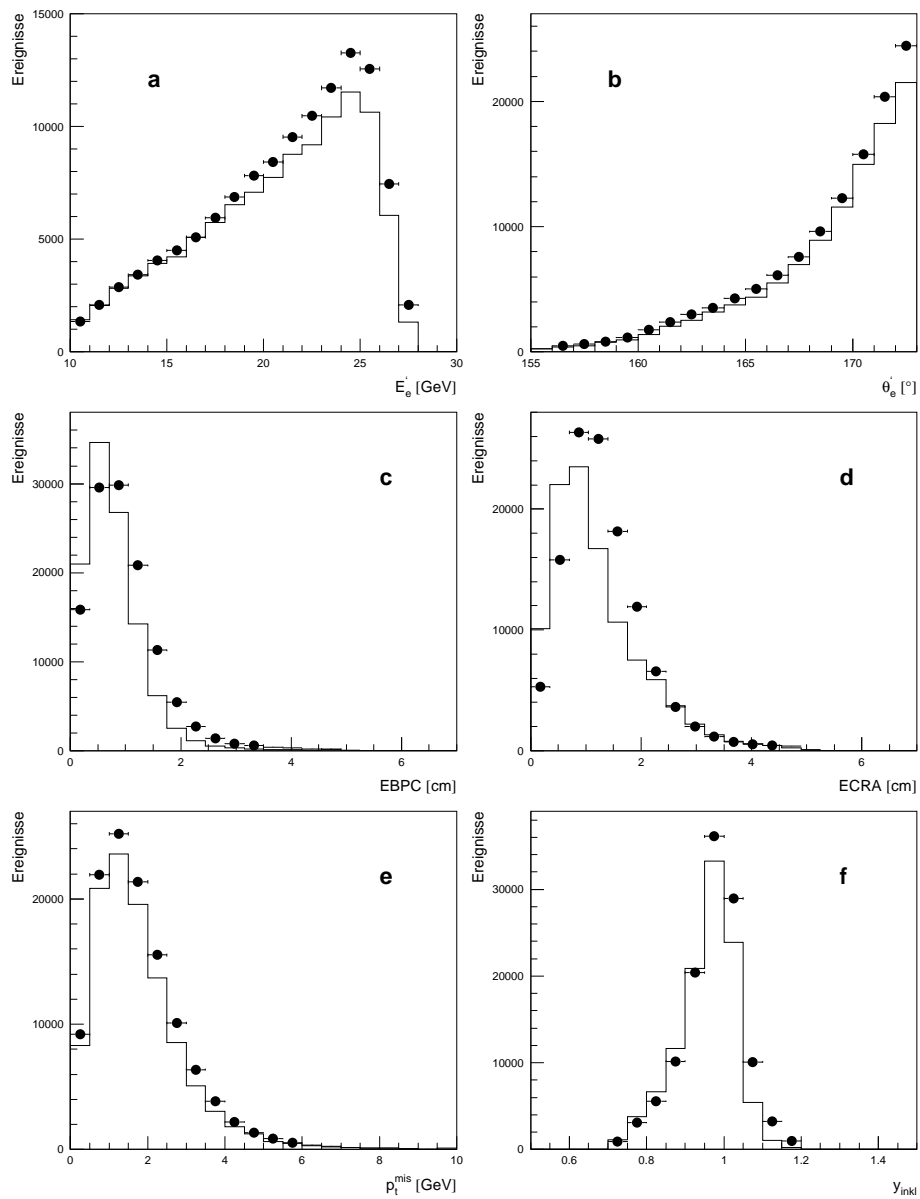 Ereignisse
15000
10000
5000
0
a
10 15 20 25 30
E'e [GeV]
Ereignisse
20000
10000
0
b
155 160 165 170
θ'e [°]
Ereignisse
30000
20000
10000
0
c
0 2 4 6
EBPC [cm]
Ereignisse
20000
10000
0
d
0 2 4 6
ECRA [cm]
Ereignisse
20000
10000
0
e
0 2 4 6 8 10
p_t^mis [GeV]
Ereignisse
30000
20000
10000
0
f
0.6 0.8 1 1.2 1.4
y_inkl